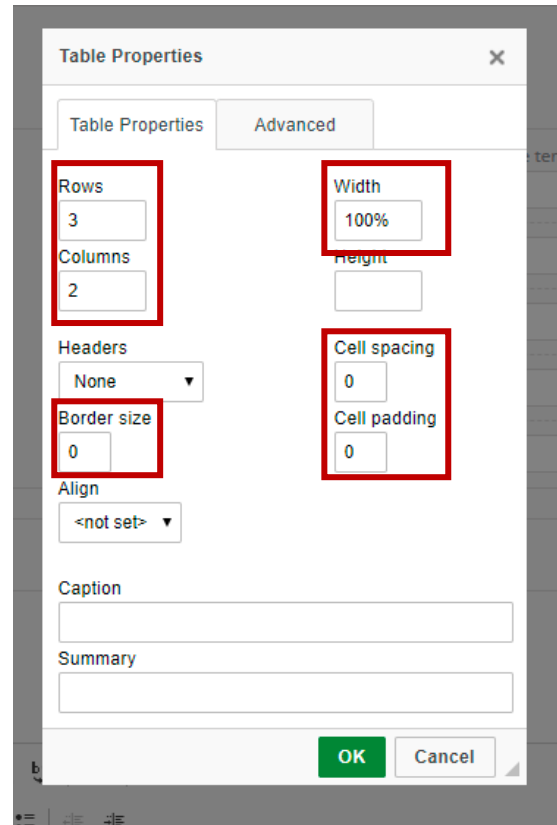 Table Properties
Table Properties Advanced
Rows Width
3 100%
Columns Height
2
Headers Cell spacing
None 0
Border size Cell padding
0 0
Align
<not set>
Caption
Summary
OK Cancel